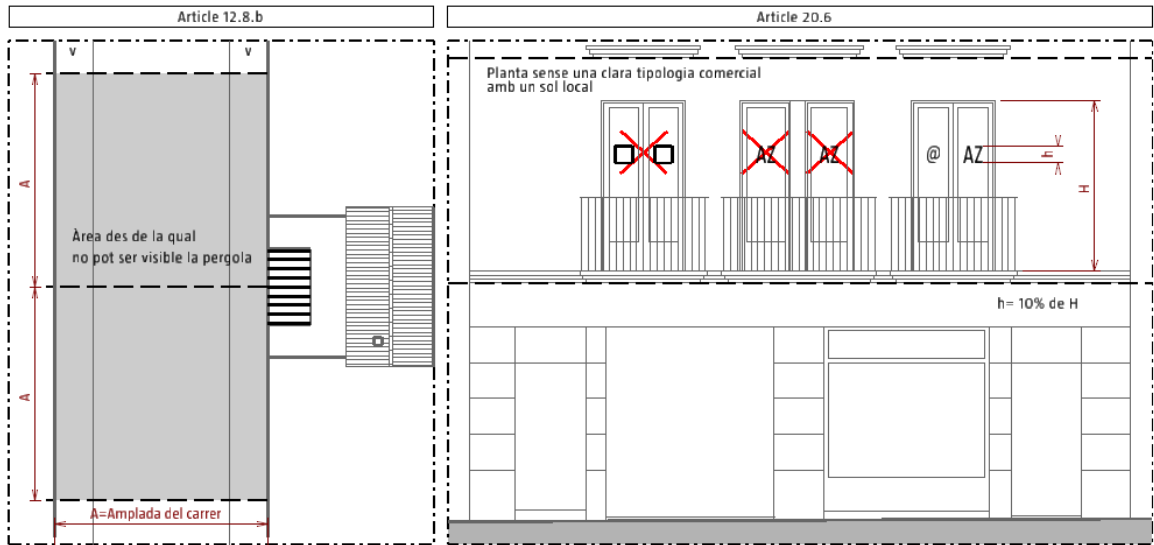 Article 12.8.b
v
v
A
Àrea des de la qual
no pot ser visible la pergola
A
A=Amplada del carrer
Article 20.6
Planta sense una clara tipologia comercial
amb un sol local
AZ
AZ
@
AZ
h
H
h= 10% de H